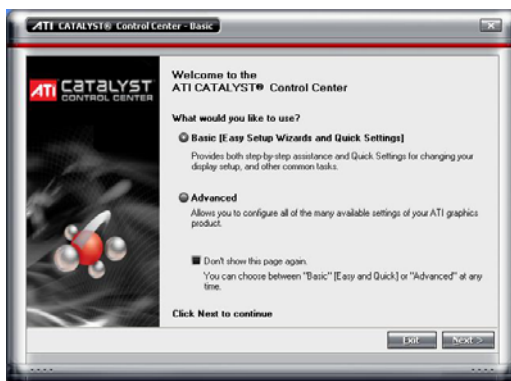 ATI CATALYST® Control Center - Basic
ATI CATALYST
CONTROL CENTER
Welcome to the
ATI CATALYST® Control Center
What would you like to use?
Basic [Easy Setup Wizards and Quick Settings]
Provides both step-by-step assistance and Quick Settings for changing your
display setup, and other common tasks.
Advanced
Allows you to configure all of the many available settings of your ATI graphics
product.
Don't show this page again.
You can choose between "Basic" [Easy and Quick] or "Advanced" at any
time.
Click Next to continue
Exit
Next >